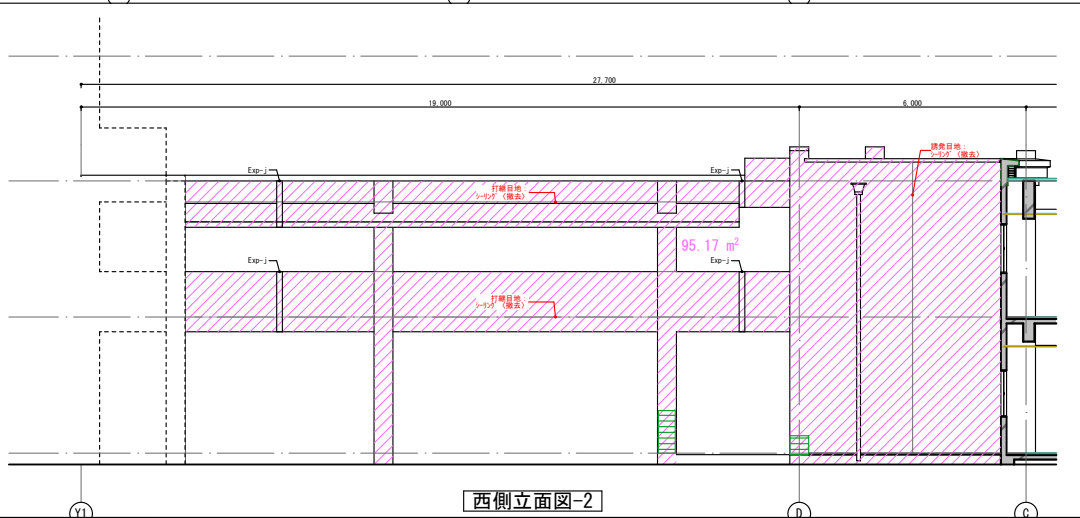 27.700
19.000
6.000
誘発目地:
シーリング(撤去)
Exp-j
Exp-j
打継目地:
シーリング(撤去)
95.17 m²
Exp-j
Exp-j
打継目地:
シーリング(撤去)
西側立面図-2
Y1
D
C